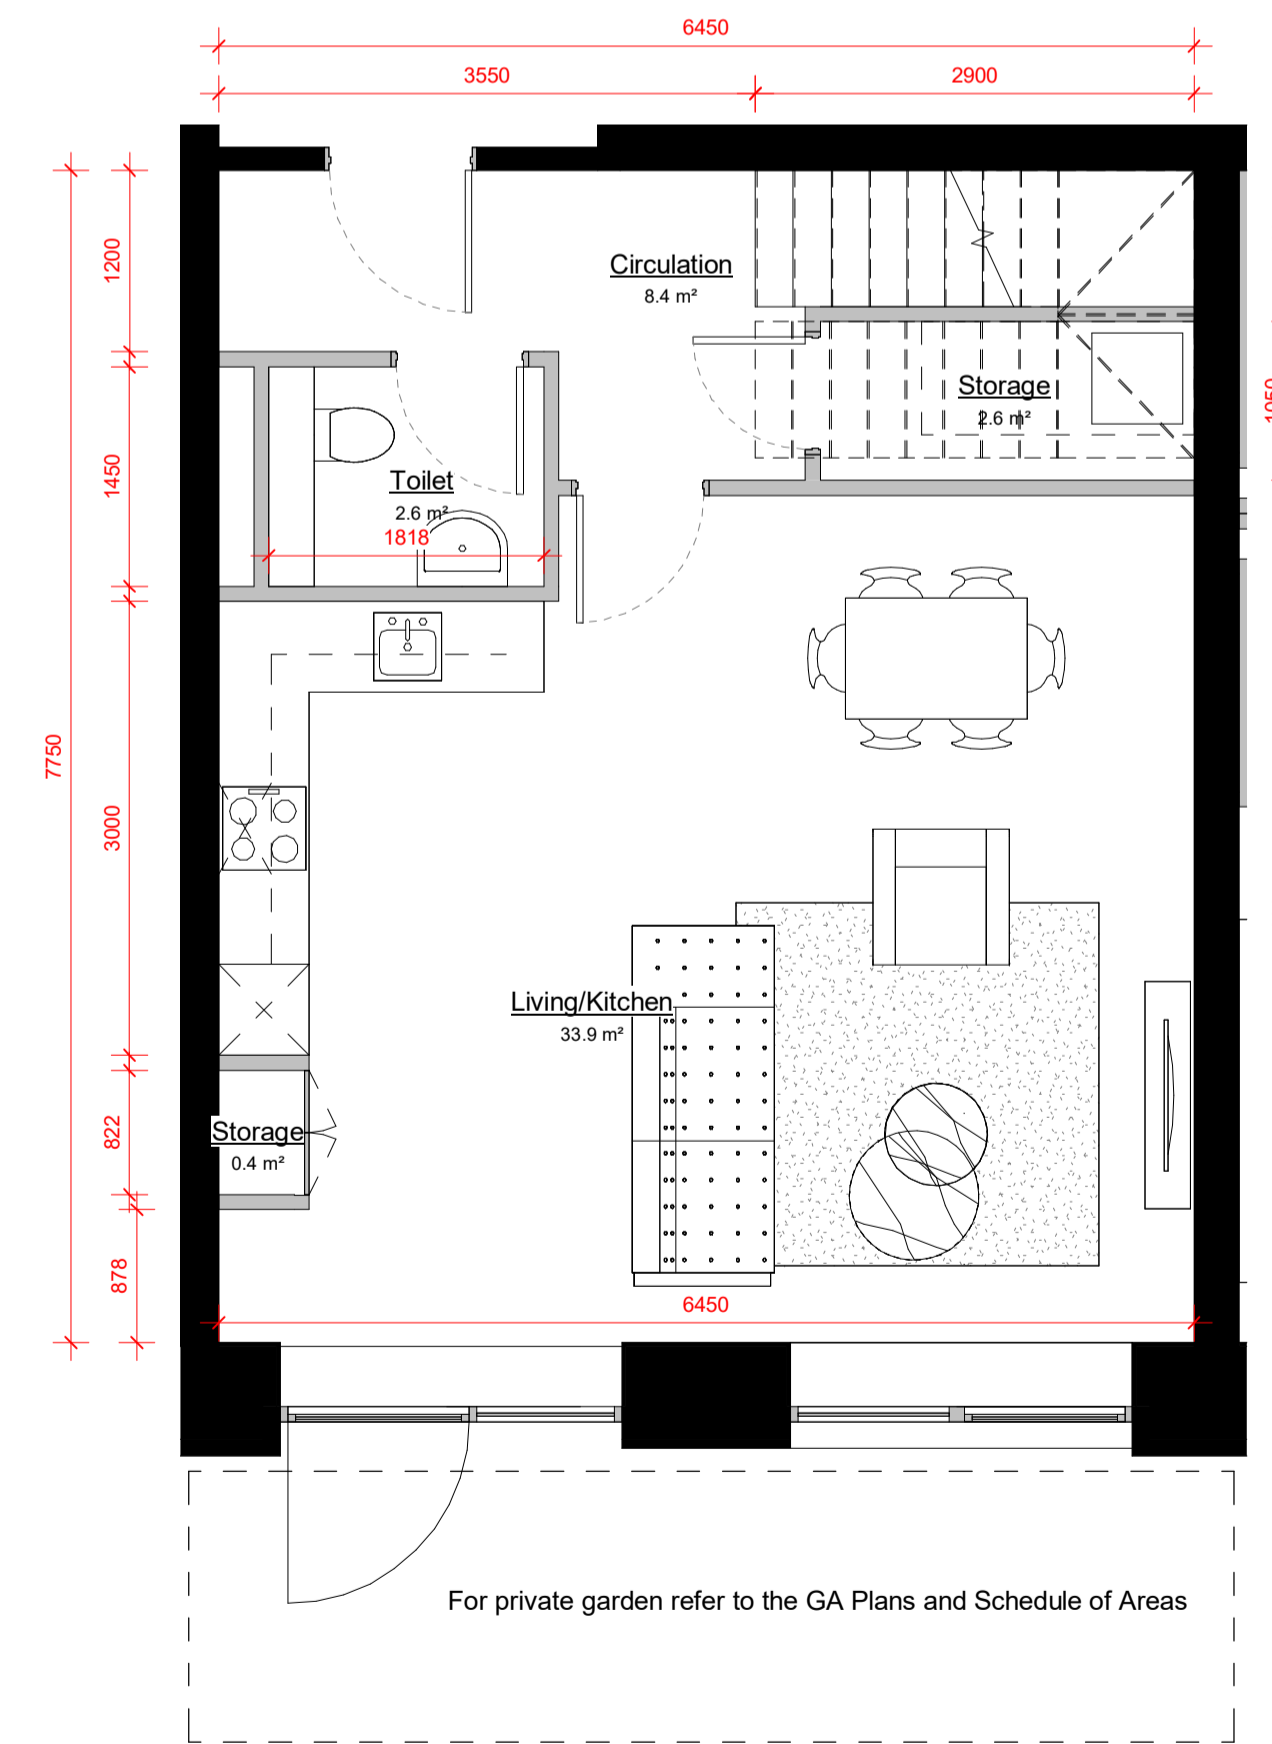 6450
3550
2900
1200
Circulation
8.4 m²
Storage
2.6 m²
1050
1450
Toilet
2.6 m²
1818
7750
3000
Living/Kitchen
33.9 m²
822
Storage
0.4 m²
878
6450
For private garden refer to the GA Plans and Schedule of Areas